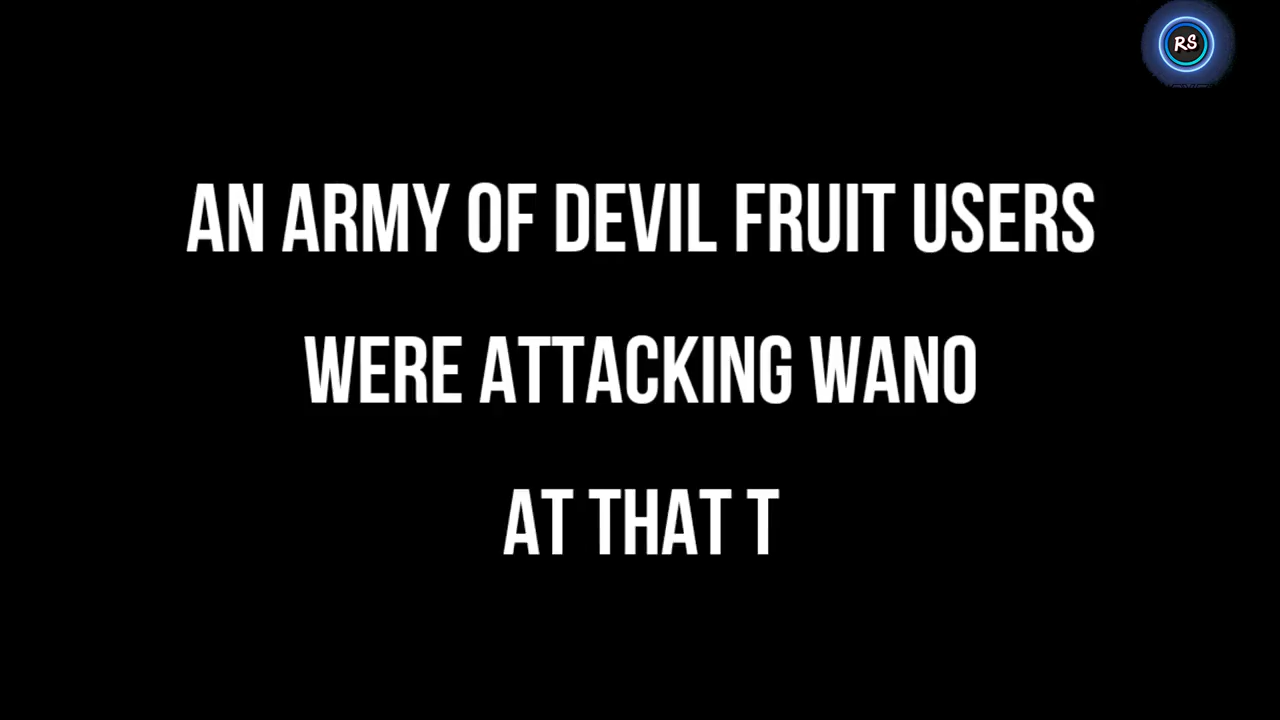 RS
AN ARMY OF DEVIL FRUIT USERS
WERE ATTACKING WANO
AT THAT T